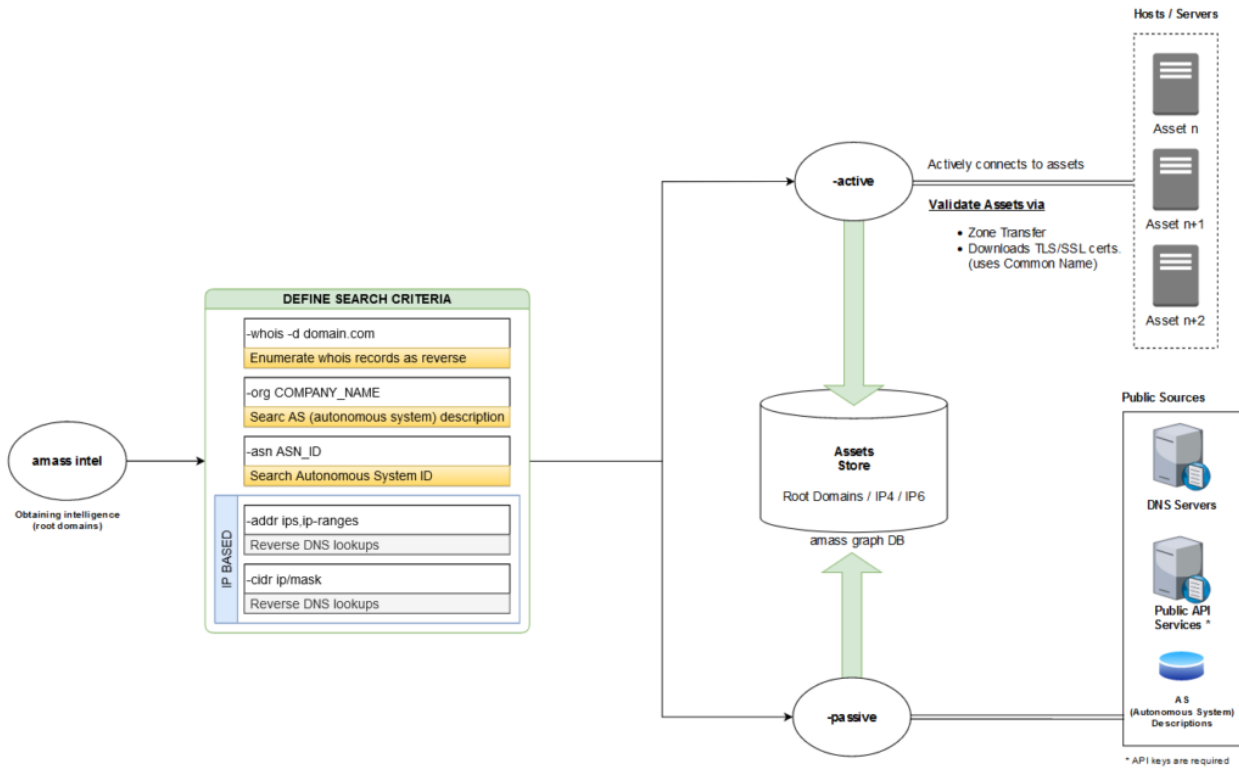 amass intel
Obtaining intelligence
(root domains)
DEFINE SEARCH CRITERIA
-whois -d domain.com
Enumerate whois records as reverse
-org COMPANY_NAME
Searc AS (autonomous system) description
-asn ASN_ID
Search Autonomous System ID
IP BASED
-addr ips,ip-ranges
Reverse DNS lookups
-cidr ip/mask
Reverse DNS lookups
-active
Actively connects to assets
Validate Assets via
• Zone Transfer
• Downloads TLS/SSL certs.
(uses Common Name)
Hosts / Servers
Asset n
Asset n+1
Asset n+2
Assets
Store
Root Domains / IP4 / IP6
amass graph DB
-passive
Public Sources
DNS Servers
Public API
Services *
AS
(Autonomous System)
Descriptions
* API keys are required